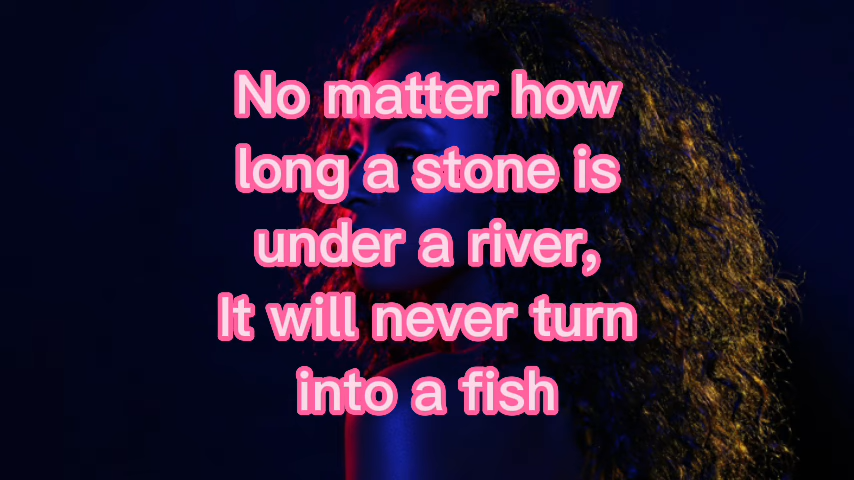 No matter how
long a stone is
under a river,
It will never turn
into a fish